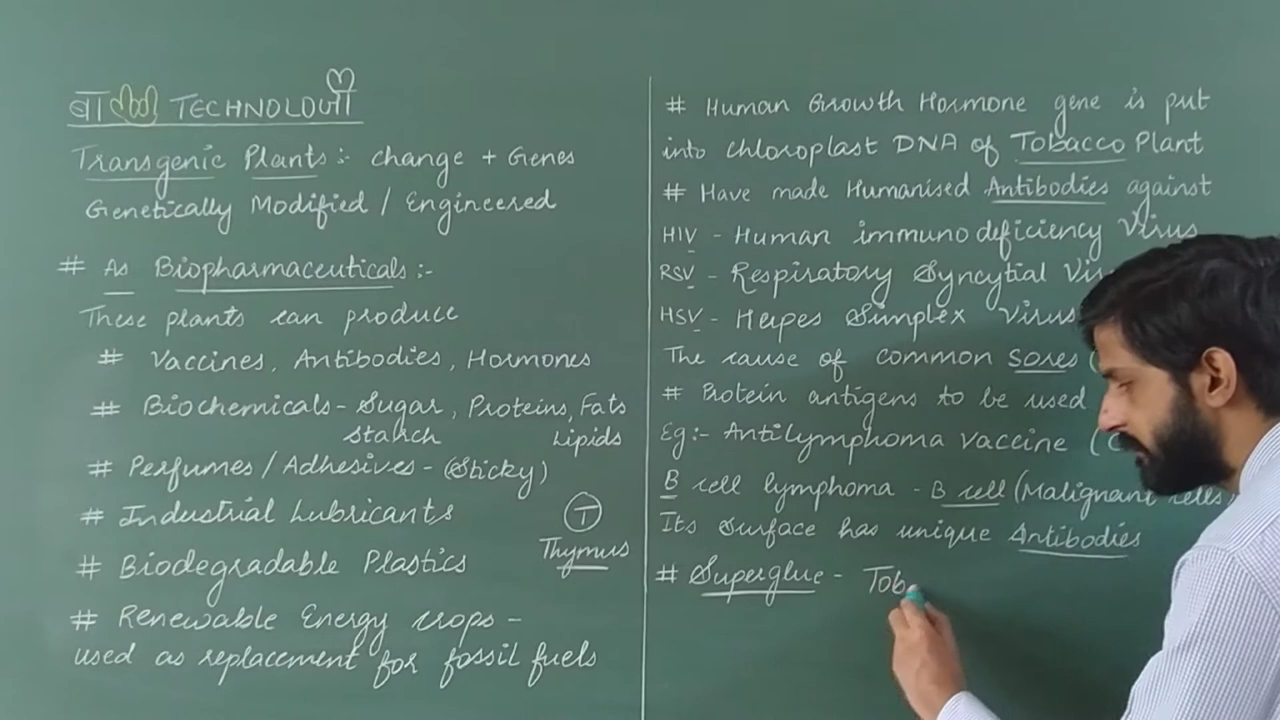 बा TECHNOLOGY
Transgenic Plants :- change + Genes
Genetically Modified / Engineered
# As Biopharmaceuticals :-
These plants can produce
# Vaccines, Antibodies, Hormones
# Biochemicals - Sugar, Proteins, Fats
Starch Lipids
# Perfumes / Adhesives - (Sticky)
# Industrial Lubricants
T
Thymus
# Biodegradable Plastics
# Renewable Energy crops -
used as replacement for fossil fuels
# Human Growth Hormone gene is put
into chloroplast DNA of Tobacco Plant
# Have made Humanised Antibodies against
HIV - Human immunodeficiency Virus
RSV - Respiratory Syncytial Vir
HSV - Herpes Simplex Virus
The cause of common Sores (
# Protein antigens to be used
Eg :- Antilymphoma vaccine (
B cell lymphoma - B cell (Malignant cells)
Its surface has unique Antibodies
# Superglue - Tob